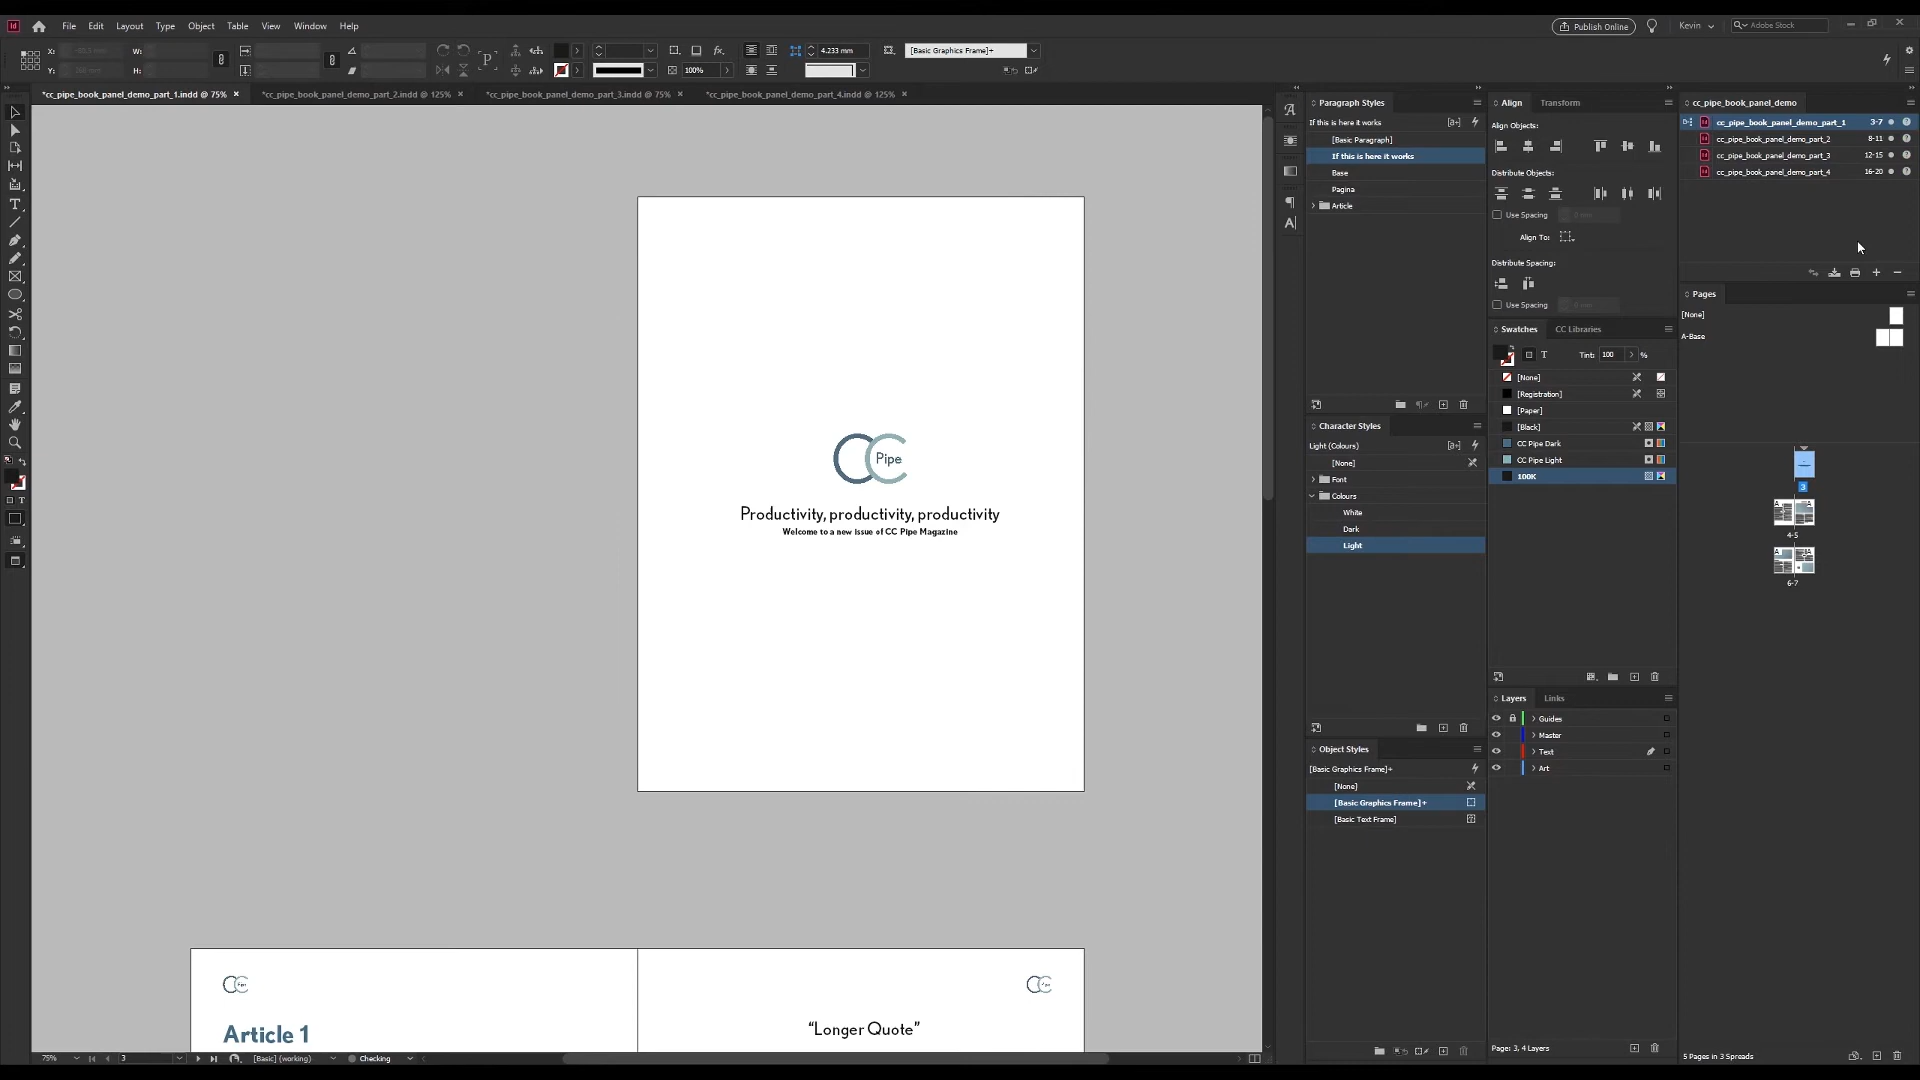 File Edit Layout Type Object Table View Window Help
Publish Online
Kevin
Adobe Stock
X:
W:
Y:
H:
100%
4.233 mm
[Basic Graphics Frame]+
*cc_pipe_book_panel_demo_part_1.indd @ 75%
*cc_pipe_book_panel_demo_part_2.indd @ 125%
*cc_pipe_book_panel_demo_part_3.indd @ 75%
*cc_pipe_book_panel_demo_part_4.indd @ 125%
CC Pipe
Productivity, productivity, productivity
Welcome to a new issue of CC Pipe Magazine
Article 1
“Longer Quote”
75%
3
[Basic] (working)
Checking
Paragraph Styles
If this is here it works
[Basic Paragraph]
If this is here it works
Base
Pagina
Article
Character Styles
Light (Colours)
[None]
Font
Colours
White
Dark
Light
Object Styles
[Basic Graphics Frame]+
[None]
[Basic Graphics Frame]+
[Basic Text Frame]
Align
Transform
Align Objects:
Distribute Objects:
Use Spacing
Align To:
Distribute Spacing:
Use Spacing
Swatches
CC Libraries
Tint: 100 %
[None]
[Registration]
[Paper]
[Black]
CC Pipe Dark
CC Pipe Light
100K
Layers
Links
Guides
Master
Text
Art
Page: 3, 4 Layers
cc_pipe_book_panel_demo
cc_pipe_book_panel_demo_part_1 3-7
cc_pipe_book_panel_demo_part_2 8-11
cc_pipe_book_panel_demo_part_3 12-15
cc_pipe_book_panel_demo_part_4 16-20
Pages
[None]
A-Base
3
4-5
6-7
5 Pages in 3 Spreads